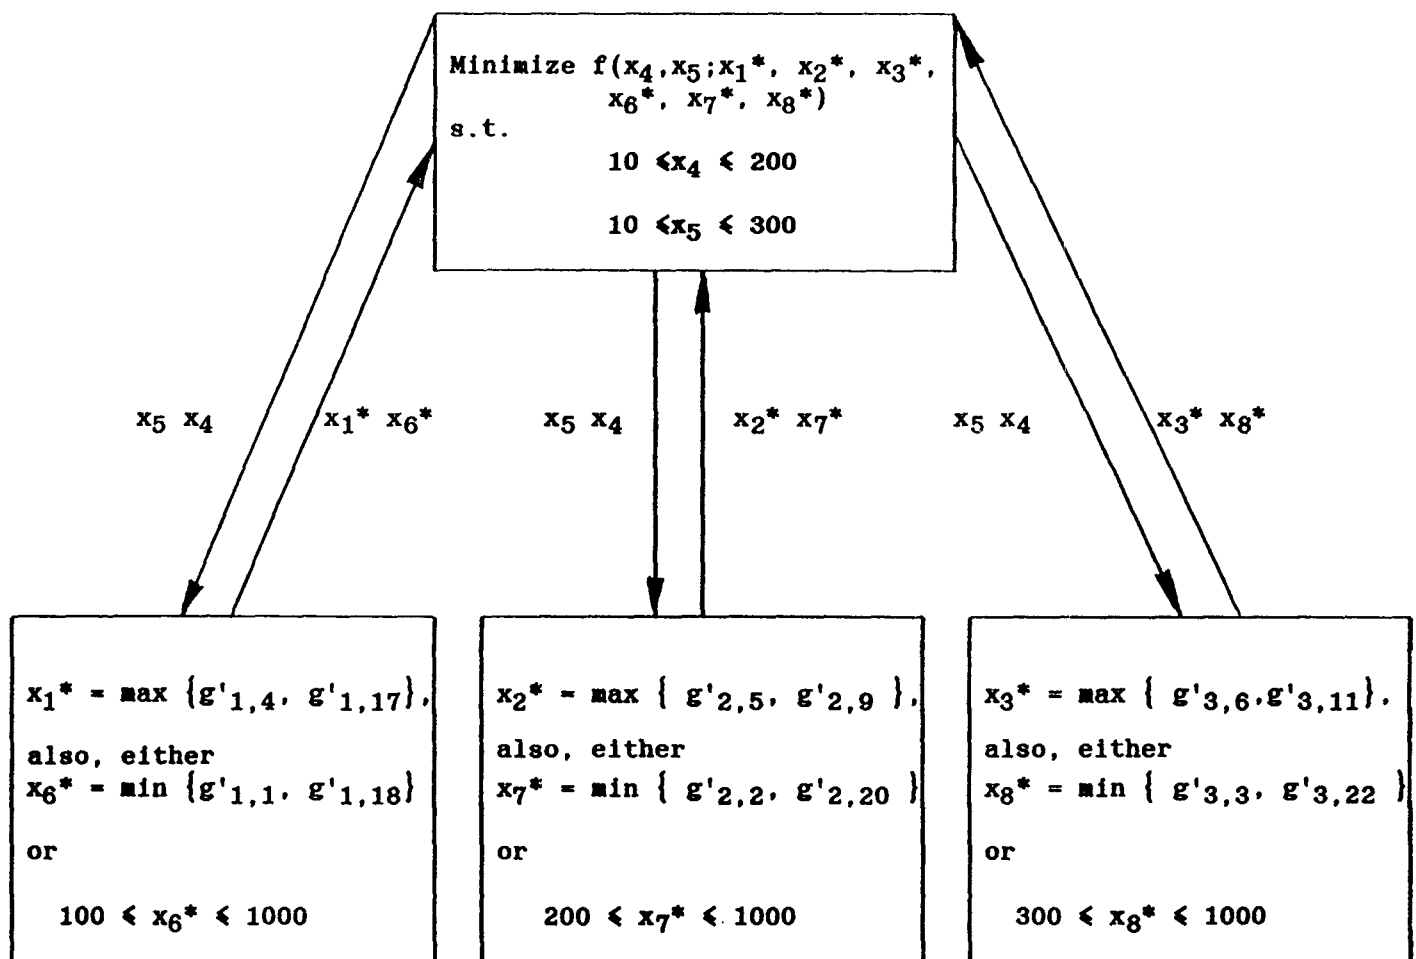 Minimize f(x₄,x₅;x₁*, x₂*, x₃*,
x₆*, x₇*, x₈*)
s.t.
10 ≤x₄ ≤ 200
10 ≤x₅ ≤ 300
x₅ x₄
x₁* x₆*
x₅ x₄
x₂* x₇*
x₅ x₄
x₃* x₈*
x₁* = max {g'₁,₄, g'₁,₁₇},
also, either
x₆* = min {g'₁,₁, g'₁,₁₈}
or
100 ≤ x₆* ≤ 1000
x₂* = max { g'₂,₅, g'₂,₉ },
also, either
x₇* = min { g'₂,₂, g'₂,₂₀ }
or
200 ≤ x₇* ≤ 1000
x₃* = max { g'₃,₆,g'₃,₁₁},
also, either
x₈* = min { g'₃,₃, g'₃,₂₂ }
or
300 ≤ x₈* ≤ 1000